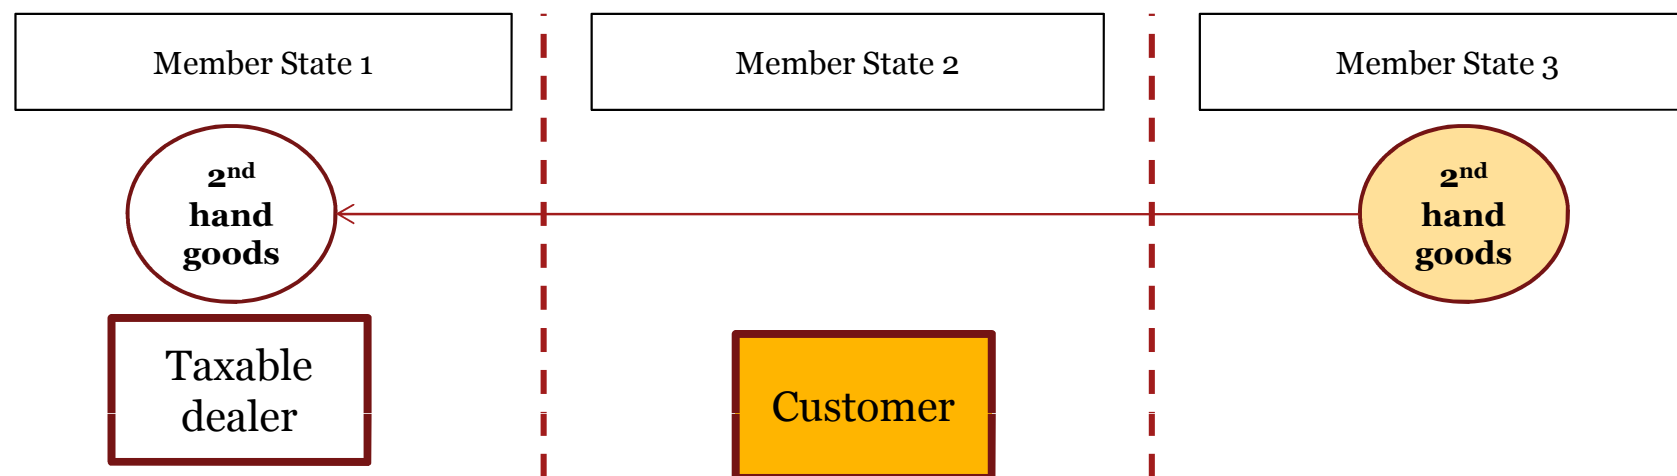 Member State 1
Member State 2
Member State 3
2nd
hand
goods
2nd
hand
goods
Taxable
dealer
Customer